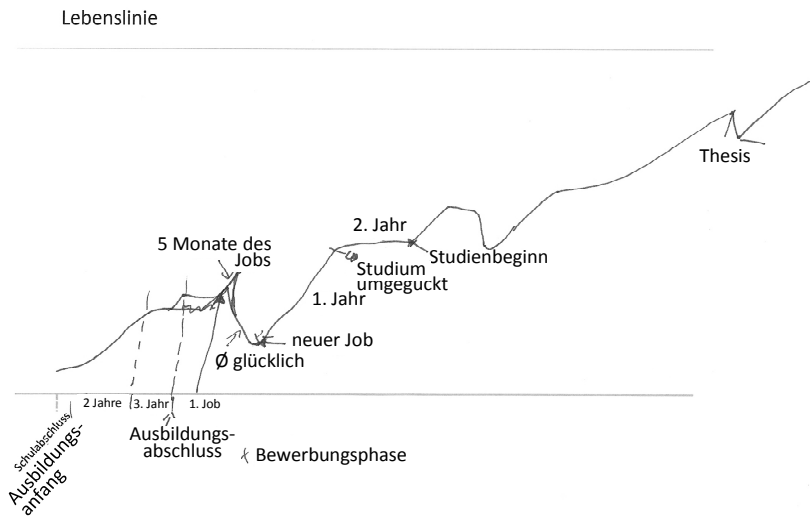 Lebenslinie
Thesis
2. Jahr
5 Monate des
Jobs
Studienbeginn
Studium
umgeguckt
1. Jahr
neuer Job
Ø glücklich
2 Jahre
3. Jahr
1. Job
Schulabschluss
Ausbildungs-
anfang
Ausbildungs-
abschluss
Bewerbungsphase